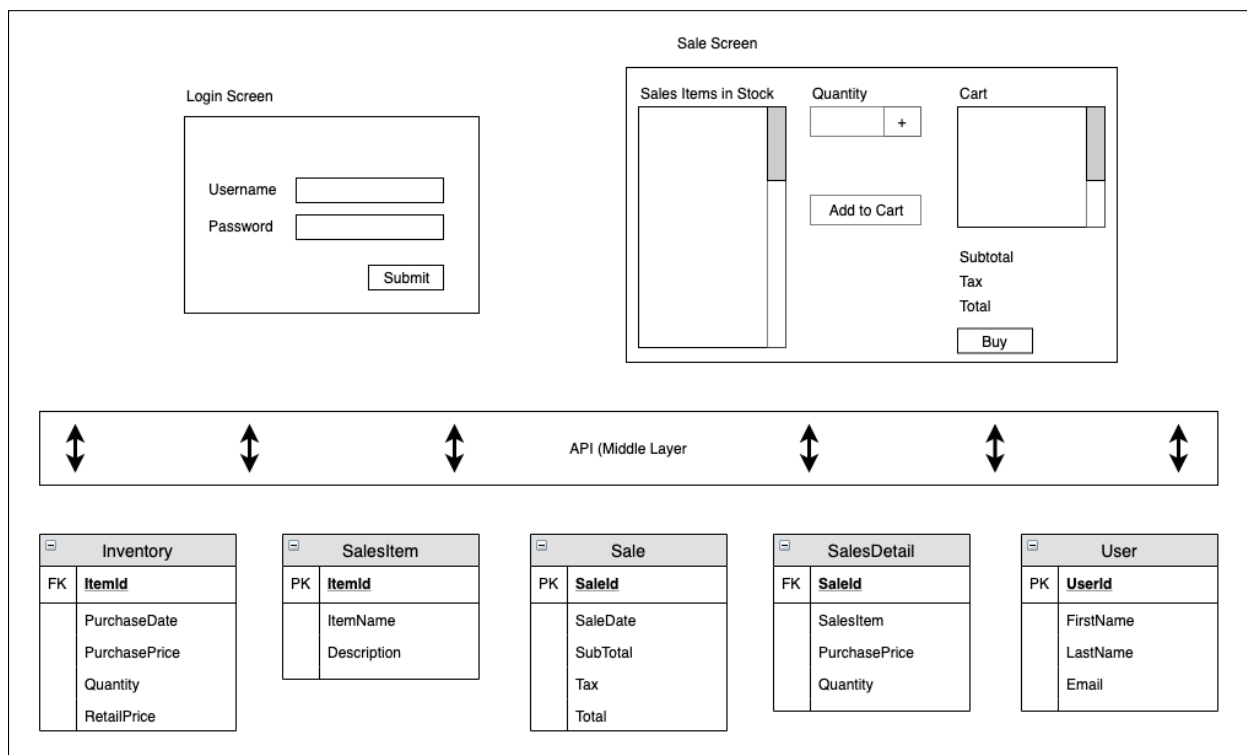 Sale Screen
Login Screen
Sales Items in Stock
Quantity
Cart
+
Username
Password
Add to Cart
Submit
Subtotal
Tax
Total
Buy
API (Middle Layer
Inventory
FK ItemId
PurchaseDate
PurchasePrice
Quantity
RetailPrice
SalesItem
PK ItemId
ItemName
Description
Sale
PK SaleId
SaleDate
SubTotal
Tax
Total
SalesDetail
FK SaleId
SalesItem
PurchasePrice
Quantity
User
PK UserId
FirstName
LastName
Email